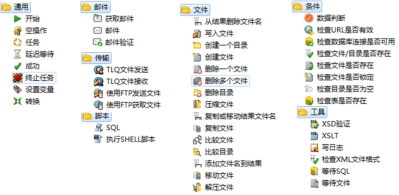 通用
开始
空操作
任务
延迟等待
成功
终止任务
设置变量
转换
邮件
获取邮件
邮件
邮件验证
传输
TLQ文件发送
TLQ文件接收
使用FTP发送文件
使用FTP获取文件
脚本
SQL
执行SHELL脚本
文件
从结果删除文件名
写入文件
创建一个目录
创建文件
删除一个文件
删除多个文件
删除目录
压缩文件
复制或移动结果文件名
复制文件
比较文件
比较目录
添加文件名到结果
移动文件
解压文件
条件
数据判断
检查URL是否有效
检查数据库连接是否可用
检查文件/目录是否存在
检查文件是否存在
检查文件是否锁定
检查目录是否为空
检查表是否存在
工具
XSD验证
XSLT
写日志
检查XML文件格式
等待SQL
等待文件